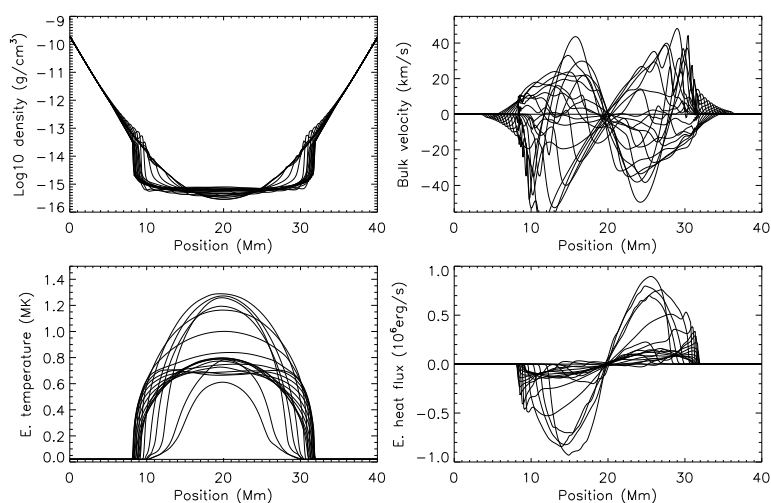 Log10 density (g/cm³)
−9
−10
−11
−12
−13
−14
−15
−16
0 10 20 30 40
Position (Mm)
Bulk velocity (km/s)
40
20
0
−20
−40
0 10 20 30 40
Position (Mm)
E. temperature (MK)
1.4
1.2
1.0
0.8
0.6
0.4
0.2
0.0
0 10 20 30 40
Position (Mm)
E. heat flux (10⁶erg/s)
1.0
0.5
0.0
−0.5
−1.0
0 10 20 30 40
Position (Mm)